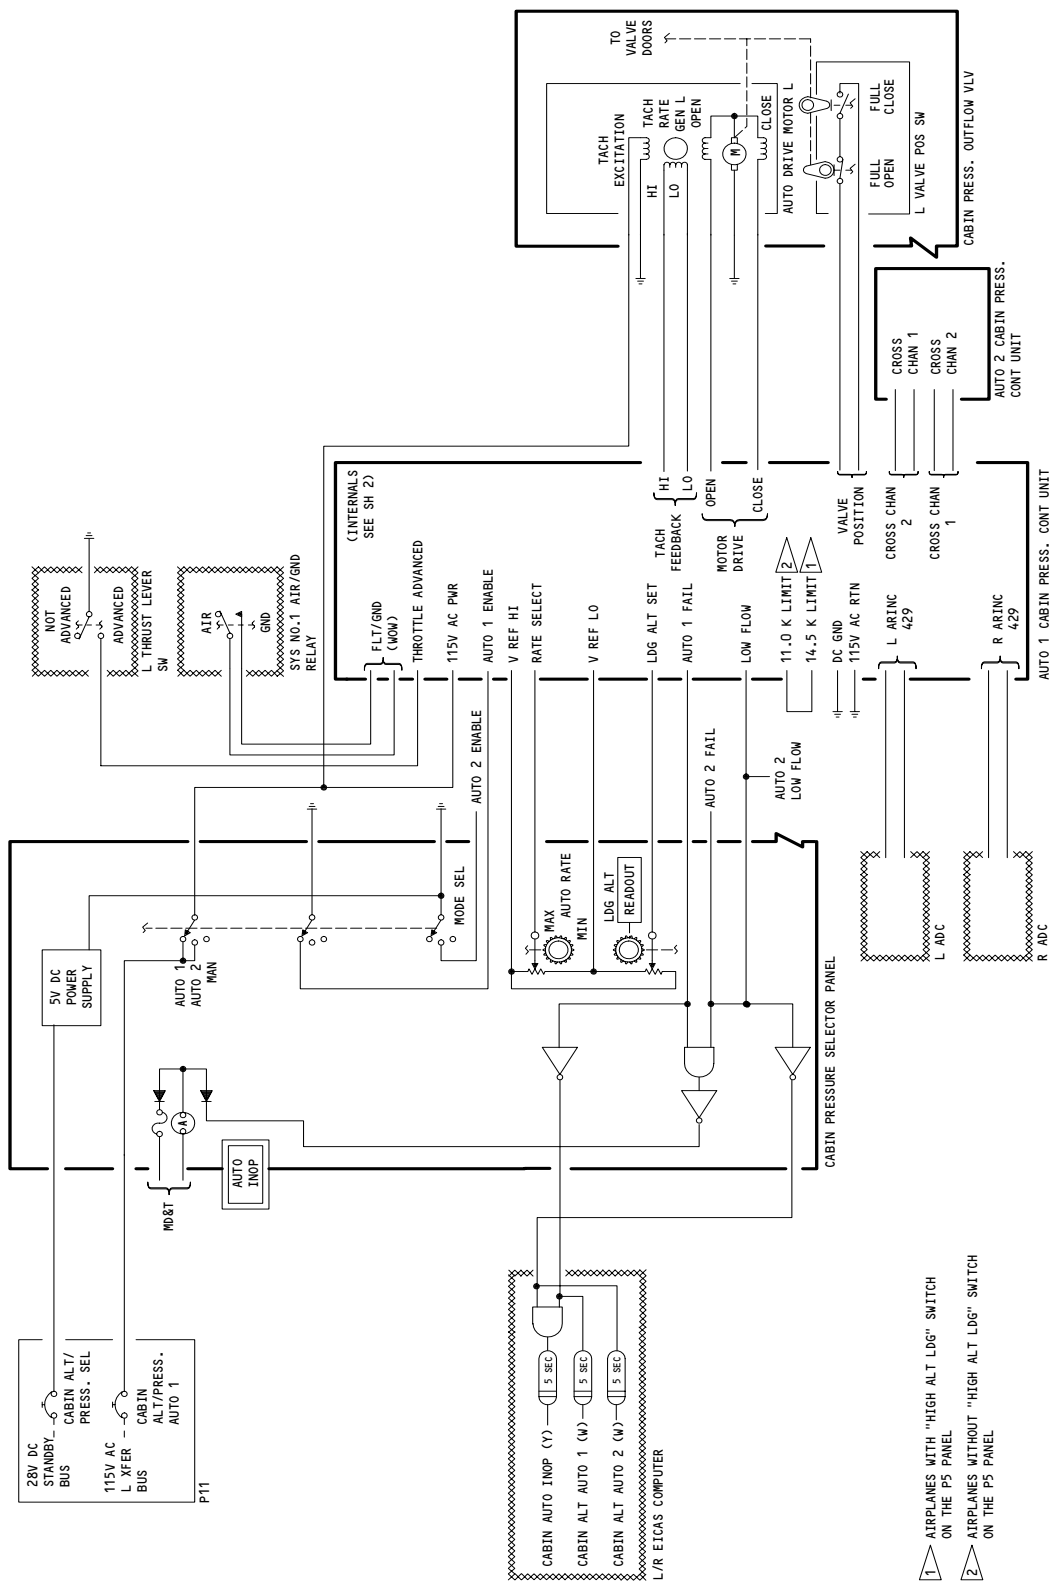 28V DC
STANDBY
BUS
CABIN ALT/
PRESS. SEL
115V AC
L XFER
BUS
CABIN
ALT/PRESS.
AUTO 1
P11
5V DC
POWER
SUPPLY
AUTO 1
AUTO 2
MAN
MODE SEL
MD&T
A
AUTO
INOP
MAX
AUTO RATE
MIN
LDG ALT
READOUT
CABIN PRESSURE SELECTOR PANEL
NOT
ADVANCED
ADVANCED
L THRUST LEVER
SW
AIR
GND
SYS NO.1 AIR/GND
RELAY
AUTO 2 ENABLE
AUTO 2 FAIL
AUTO 2
LOW FLOW
(INTERNALS
SEE SH 2)
FLT/GND
(WOW)
THROTTLE ADVANCED
115V AC PWR
AUTO 1 ENABLE
V REF HI
RATE SELECT
V REF LO
LDG ALT SET
AUTO 1 FAIL
LOW FLOW
11.0 K LIMIT 2
14.5 K LIMIT 1
DC GND
115V AC RTN
L ARINC
429
R ARINC
429
HI
LO
TACH
FEEDBACK
OPEN
CLOSE
MOTOR
DRIVE
VALVE
POSITION
CROSS CHAN
2
CROSS CHAN
1
AUTO 1 CABIN PRESS. CONT UNIT
CROSS
CHAN 1
CROSS
CHAN 2
AUTO 2 CABIN PRESS.
CONT UNIT
TO
VALVE
DOORS
TACH
EXCITATION
HI
LO
TACH
RATE
GEN L
OPEN
M
CLOSE
AUTO DRIVE MOTOR L
FULL
OPEN
FULL
CLOSE
L VALVE POS SW
CABIN PRESS. OUTFLOW VLV
L ADC
R ADC
CABIN AUTO INOP (Y)
5 SEC
CABIN ALT AUTO 1 (W)
5 SEC
CABIN ALT AUTO 2 (W)
5 SEC
L/R EICAS COMPUTER
1 AIRPLANES WITH "HIGH ALT LDG" SWITCH
ON THE P5 PANEL
2 AIRPLANES WITHOUT "HIGH ALT LDG" SWITCH
ON THE P5 PANEL